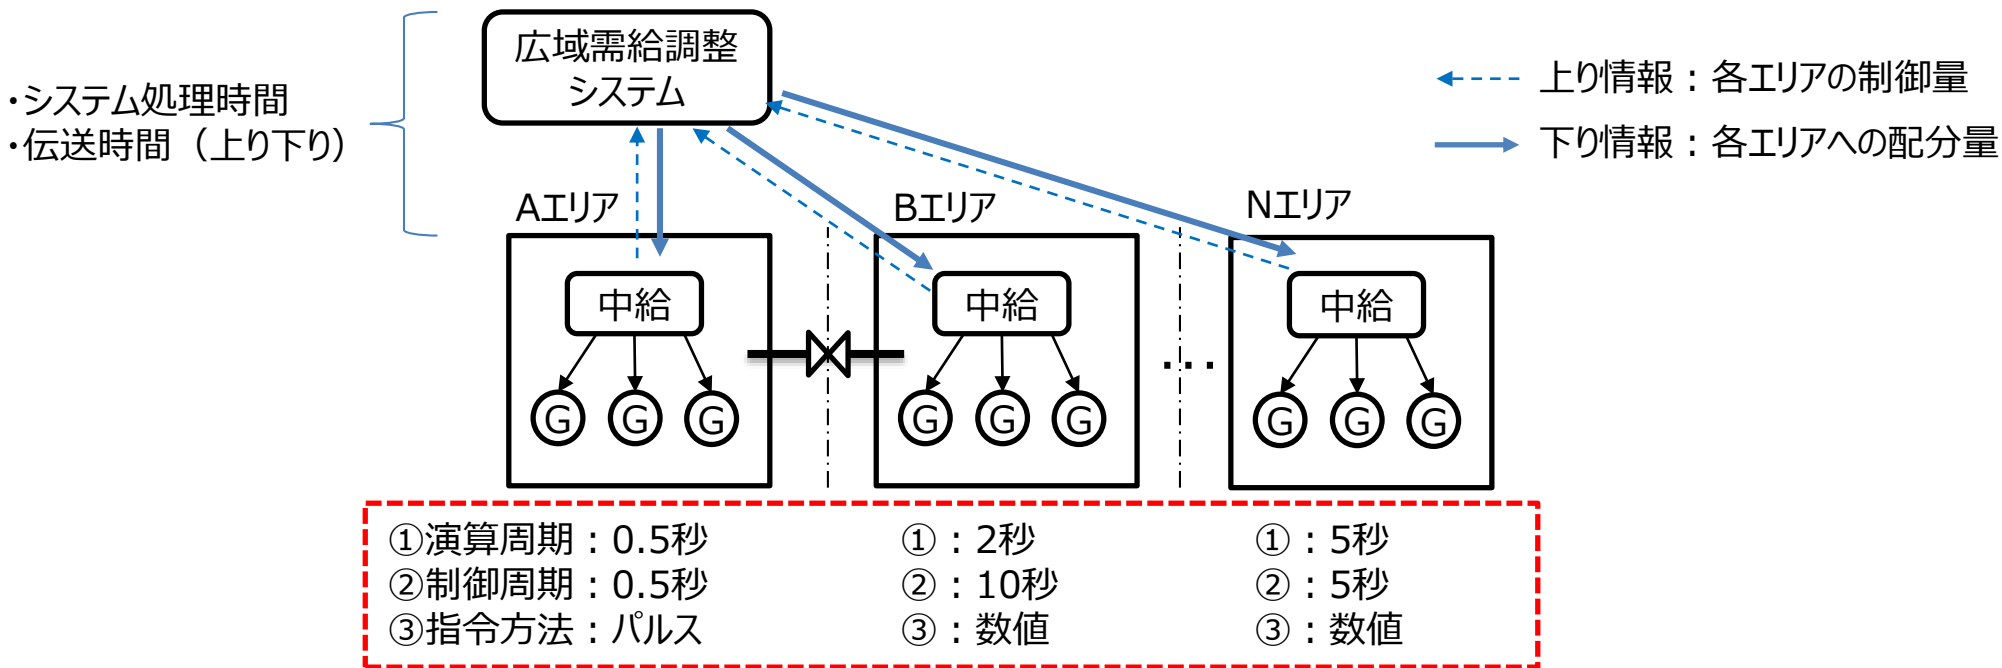 広域需給調整
システム
・システム処理時間
・伝送時間（上り下り）
上り情報：各エリアの制御量
下り情報：各エリアへの配分量
Aエリア
Bエリア
Nエリア
中給
中給
中給
…
G G G
G G G
G G G
①演算周期：0.5秒
②制御周期：0.5秒
③指令方法：パルス
①：2秒
②：10秒
③：数値
①：5秒
②：5秒
③：数値